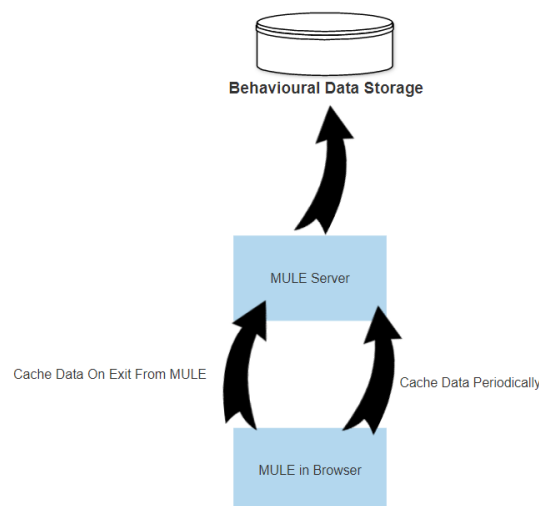 Behavioural Data Storage
MULE Server
Cache Data On Exit From MULE
Cache Data Periodically
MULE in Browser